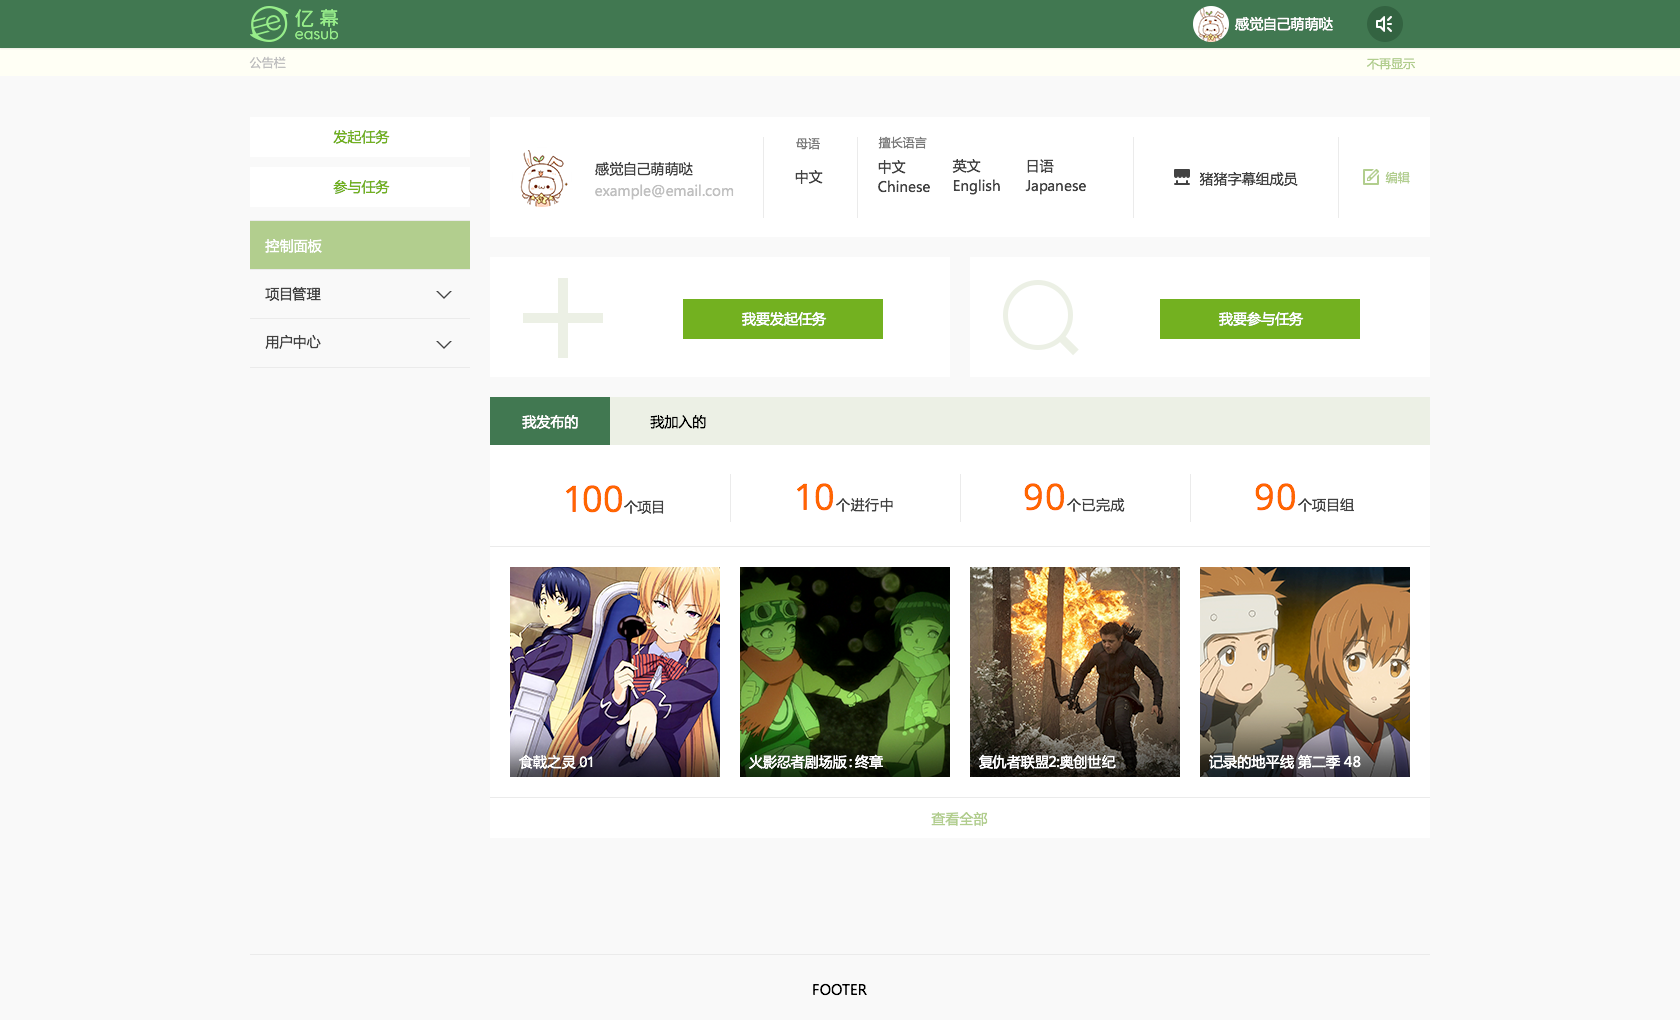 亿幕
easub
感觉自己萌萌哒
公告栏
不再显示
发起任务
参与任务
控制面板
项目管理
用户中心
感觉自己萌萌哒
example@email.com
母语
中文
擅长语言
中文 英文 日语
Chinese English Japanese
猪猪字幕组成员
编辑
我要发起任务
我要参与任务
我发布的
我加入的
100个项目
10个进行中
90个已完成
90个项目组
食戟之灵 01
火影忍者剧场版:终章
复仇者联盟2:奥创世纪
记录的地平线 第二季 48
查看全部
FOOTER